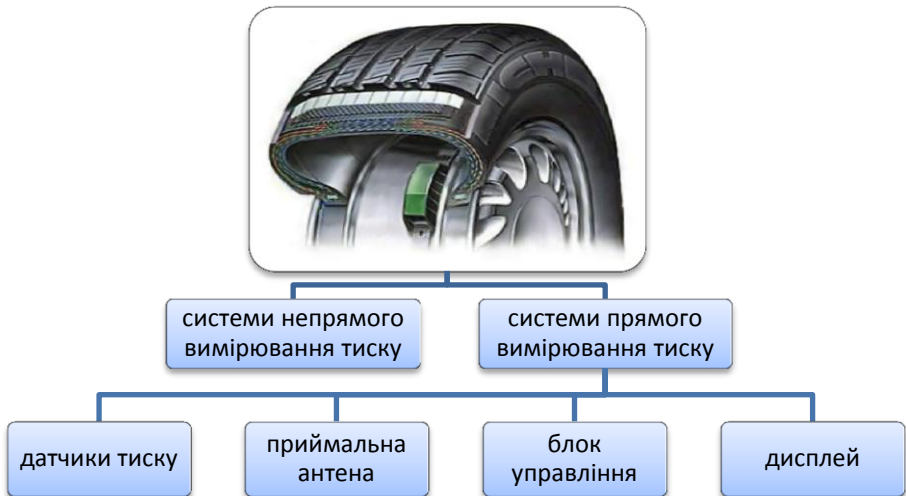 системи непрямого
вимірювання тиску
системи прямого
вимірювання тиску
датчики тиску
приймальна
антена
блок
управління
дисплей